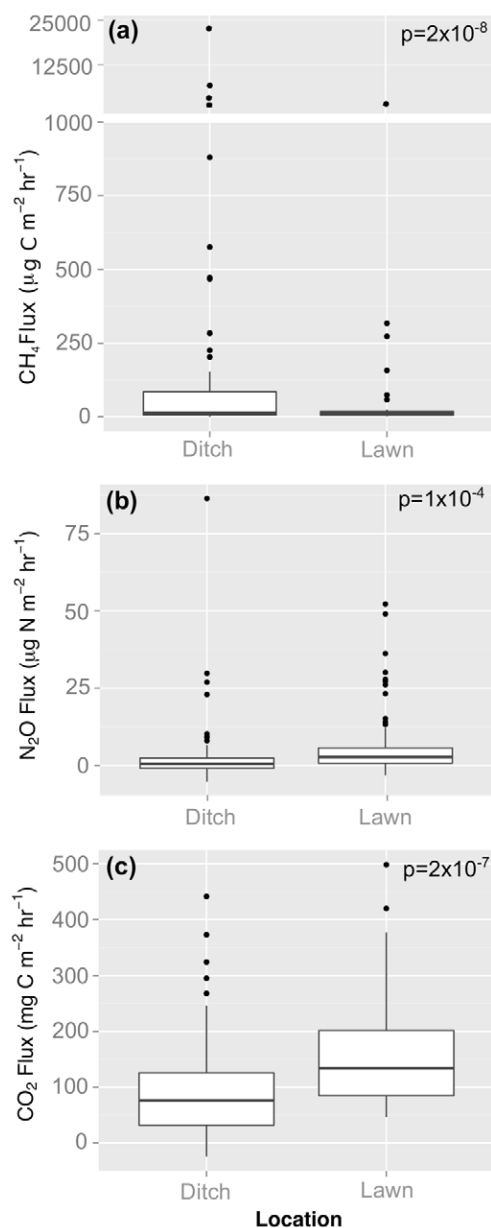 (a)
p=2x10⁻⁸
25000
12500
1000
750
500
250
0
CH₄ Flux (µg C m⁻² hr⁻¹)
Ditch
Lawn
(b)
p=1x10⁻⁴
75
50
25
0
N₂O Flux (µg N m⁻² hr⁻¹)
Ditch
Lawn
(c)
p=2x10⁻⁷
500
400
300
200
100
0
CO₂ Flux (mg C m⁻² hr⁻¹)
Ditch
Lawn
Location